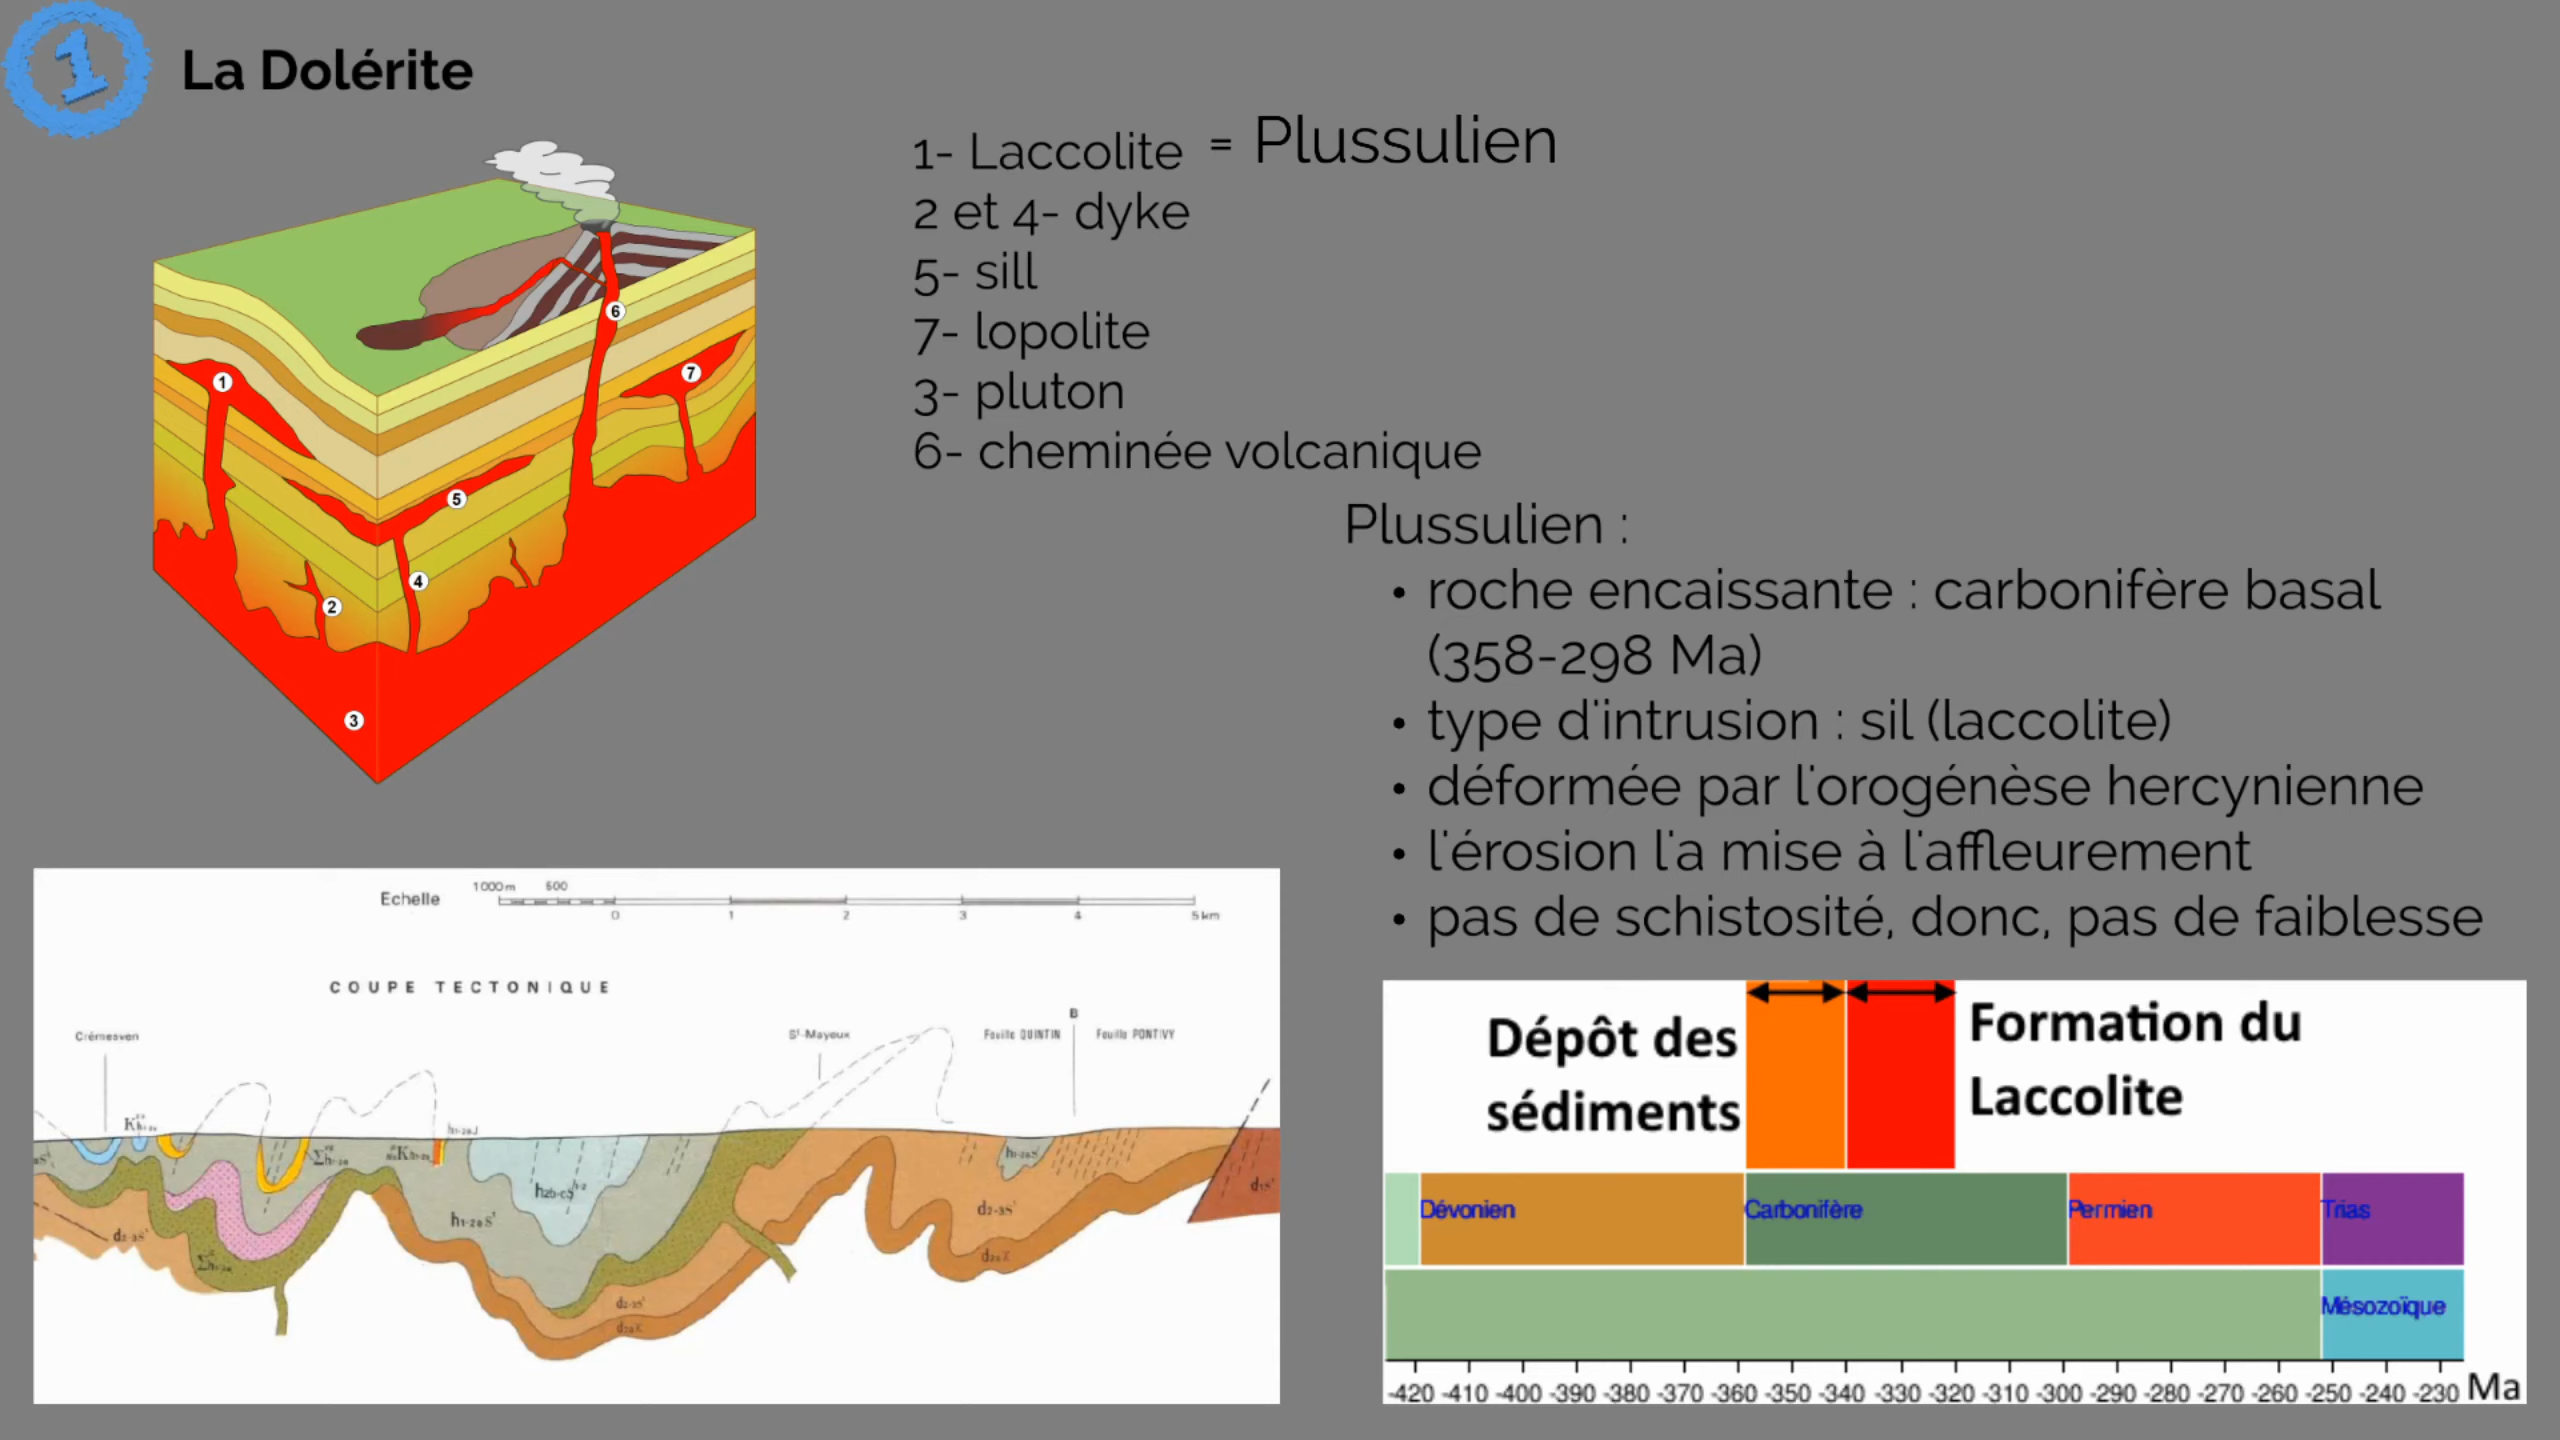 1
La Dolérite
1- Laccolite = Plussulien
2 et 4- dyke
5- sill
7- lopolite
3- pluton
6- cheminée volcanique
6
7
1
5
4
2
3
Plussulien :
• roche encaissante : carbonifère basal
(358-298 Ma)
• type d'intrusion : sil (laccolite)
• déformée par l'orogénèse hercynienne
• l'érosion l'a mise à l'affleurement
• pas de schistosité, donc, pas de faiblesse
Echelle
1000m 500
0 1 2 3 4 5 km
COUPE TECTONIQUE
Crémesven
St-Mayeux
Feuille QUINTIN
B
Feuille PONTIVY
Dépôt des
sédiments
Formation du
Laccolite
Dévonien Carbonifère Permien Trias
Mésozoïque
-420 -410 -400 -390 -380 -370 -360 -350 -340 -330 -320 -310 -300 -290 -280 -270 -260 -250 -240 -230 Ma